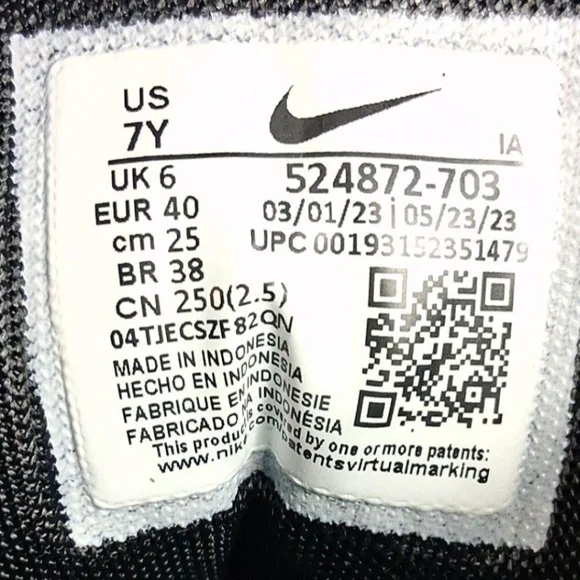 US
7Y
IA
UK 6
EUR 40
cm 25
BR 38
CN 250(2.5)
524872-703
03/01/23 | 05/23/23
UPC 00193152351479
04TJECSZF82QN
MADE IN INDONESIA
HECHO EN INDONESIA
FABRIQUE EN INDONESIE
FABRICADO NA INDONÉSIA
This product is covered by one or more patents:
www.nike.com/patentsvirtualmarking